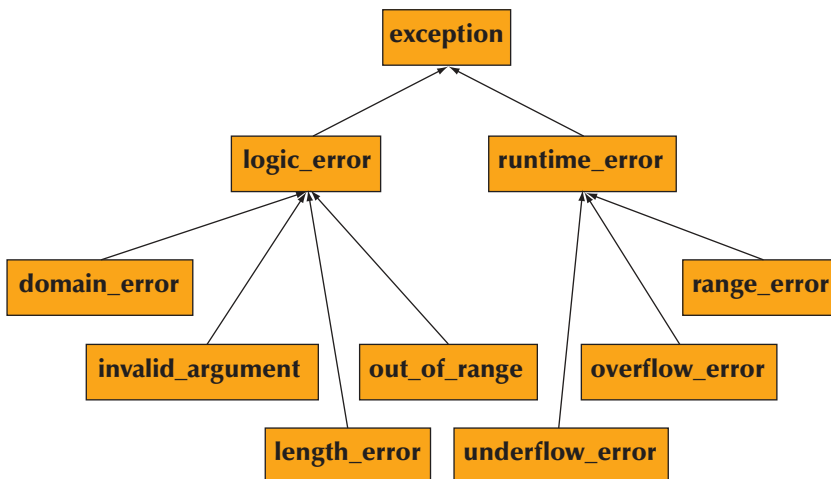 exception
logic_error
runtime_error
domain_error
range_error
invalid_argument
out_of_range
overflow_error
length_error
underflow_error